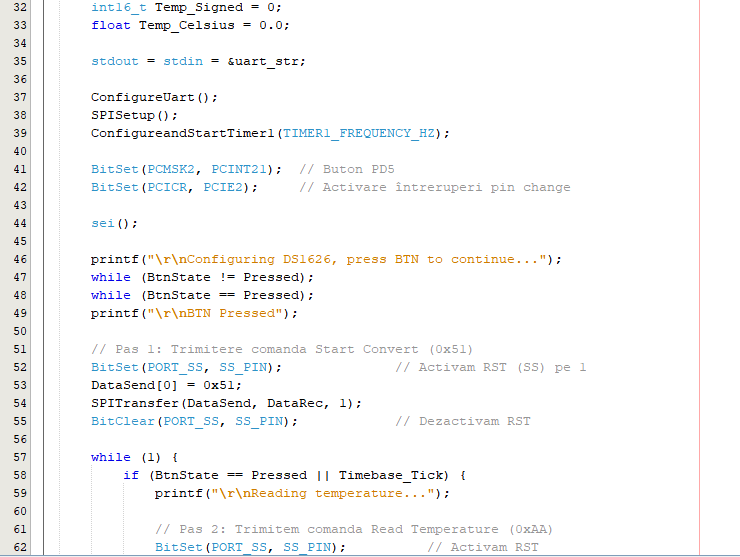 32 int16_t Temp_Signed = 0;
33 float Temp_Celsius = 0.0;
34
35 stdout = stdin = &uart_str;
36
37 ConfigureUart();
38 SPISetup();
39 ConfigureandStartTimer1(TIMER1_FREQUENCY_HZ);
40
41 BitSet(PCMSK2, PCINT21);  // Buton PD5
42 BitSet(PCICR, PCIE2);     // Activare întreruperi pin change
43
44 sei();
45
46 printf("\r\nConfiguring DS1626, press BTN to continue...");
47 while (BtnState != Pressed);
48 while (BtnState == Pressed);
49 printf("\r\nBTN Pressed");
50
51 // Pas 1: Trimitere comanda Start Convert (0x51)
52 BitSet(PORT_SS, SS_PIN);              // Activam RST (SS) pe 1
53 DataSend[0] = 0x51;
54 SPITransfer(DataSend, DataRec, 1);
55 BitClear(PORT_SS, SS_PIN);            // Dezactivam RST
56
57 while (1) {
58     if (BtnState == Pressed || Timebase_Tick) {
59         printf("\r\nReading temperature...");
60
61         // Pas 2: Trimitem comanda Read Temperature (0xAA)
62         BitSet(PORT_SS, SS_PIN);          // Activam RST